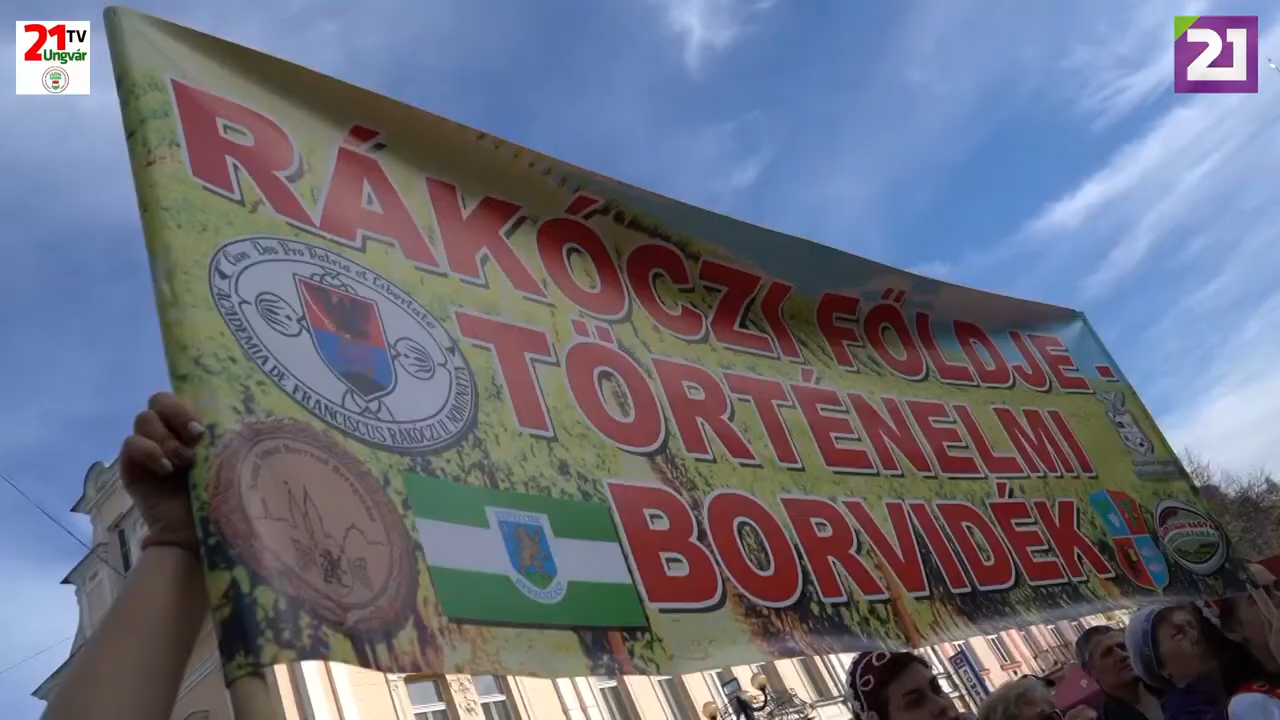 21 TV
Ungvár
21
RÁKÓCZI FÖLDJE -
TÖRTÉNELMI
BORVIDÉK
Cum Deo Pro Patria et Libertate
ACADEMIA DE FRANCISCUS RAKÓCZI II NOMINATA